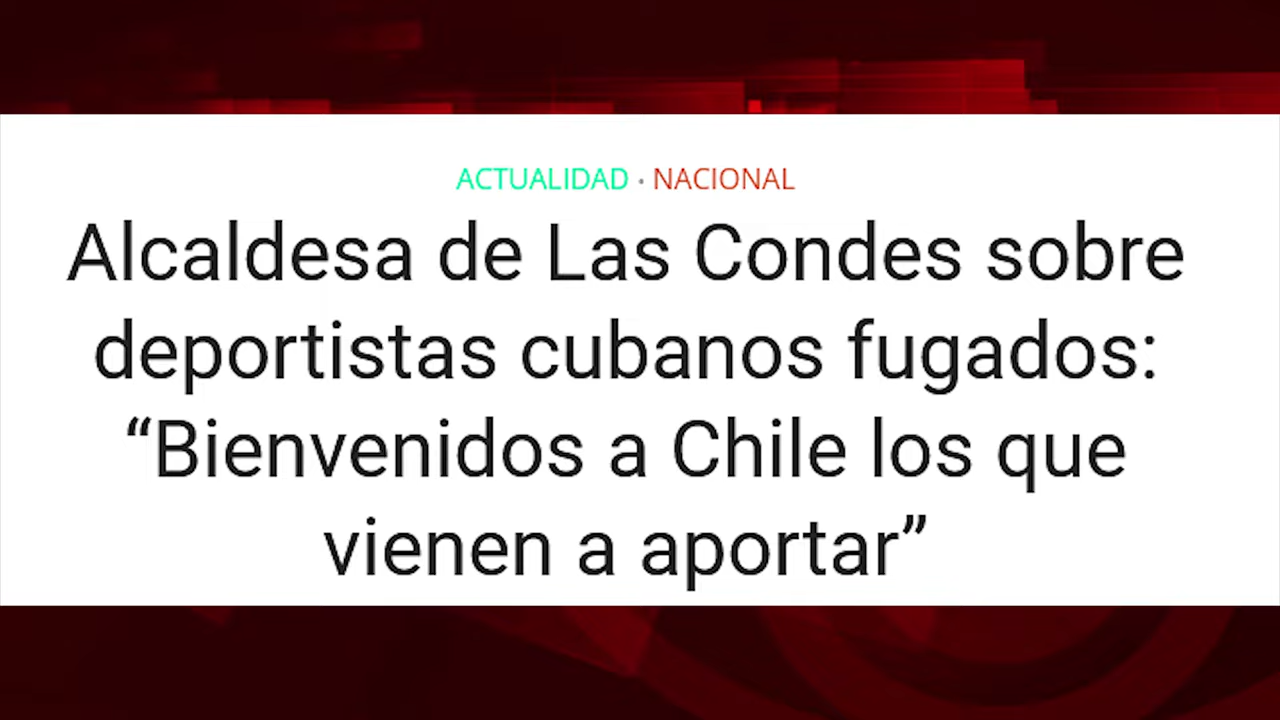 ACTUALIDAD · NACIONAL
Alcaldesa de Las Condes sobre
deportistas cubanos fugados:
“Bienvenidos a Chile los que
vienen a aportar”